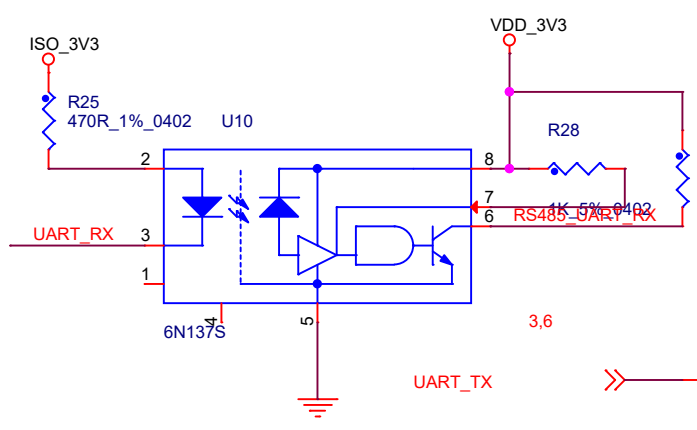 VDD_3V3
ISO_3V3
R25
470R_1%_0402
U10
R28
2
8
7
1K_5%_0402
RS485_UART_RX
6
UART_RX
3
1
4
5
6N137S
3,6
UART_TX